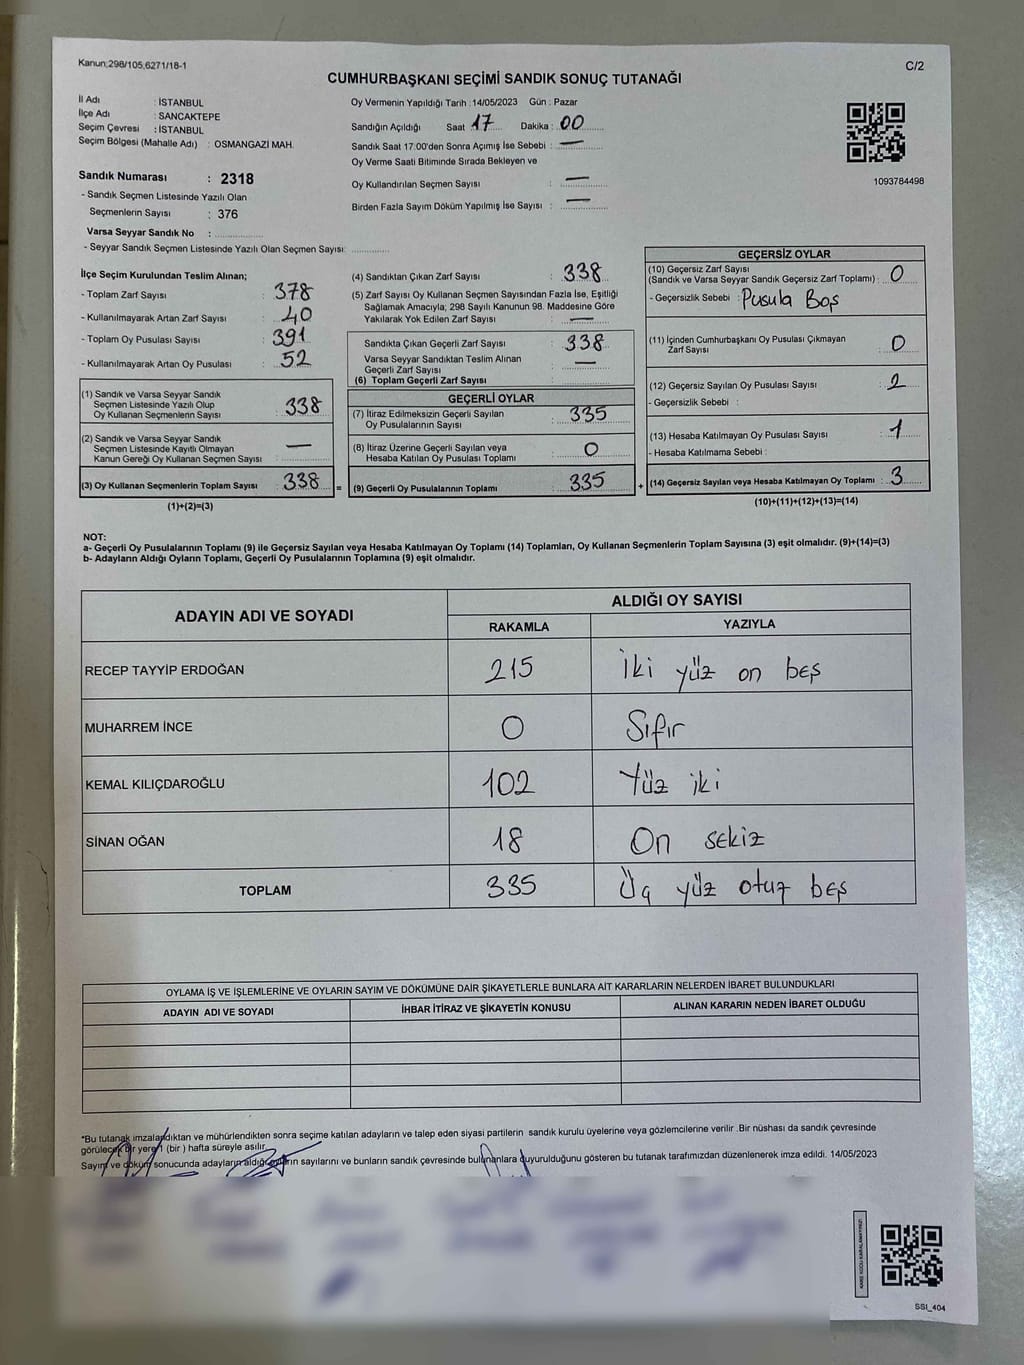 Kanun:298/105,6271/18-1
C/2
CUMHURBAŞKANI SEÇİMİ SANDIK SONUÇ TUTANAĞI
İl Adı : İSTANBUL
İlçe Adı : SANCAKTEPE
Seçim Çevresi : İSTANBUL
Seçim Bölgesi (Mahalle Adı) : OSMANGAZİ MAH.
Sandık Numarası : 2318
- Sandık Seçmen Listesinde Yazılı Olan
Seçmenlerin Sayısı : 376
Varsa Seyyar Sandık No :
- Seyyar Sandık Seçmen Listesinde Yazılı Olan Seçmen Sayısı:
Oy Vermenin Yapıldığı Tarih :14/05/2023 Gün : Pazar
Sandığın Açıldığı Saat 17 Dakika : 00
Sandık Saat 17:00'den Sonra Açımış İse Sebebi : —
Oy Verme Saati Bitiminde Sırada Bekleyen ve
Oy Kullandırılan Seçmen Sayısı : —
Birden Fazla Sayım Döküm Yapılmış İse Sayısı : —
1093784498
İlçe Seçim Kurulundan Teslim Alınan;
- Toplam Zarf Sayısı : 378
- Kullanılmayarak Artan Zarf Sayısı : 40
- Toplam Oy Pusulası Sayısı : 391
- Kullanılmayarak Artan Oy Pusulası : 52
(1) Sandık ve Varsa Seyyar Sandık
Seçmen Listesinde Yazılı Olup
Oy Kullanan Seçmenlerin Sayısı : 338
(2) Sandık ve Varsa Seyyar Sandık
Seçmen Listesinde Kayıtlı Olmayan
Kanun Gereği Oy Kullanan Seçmen Sayısı : —
(3) Oy Kullanan Seçmenlerin Toplam Sayısı : 338
(1)+(2)=(3)
(4) Sandıktan Çıkan Zarf Sayısı : 338
(5) Zarf Sayısı Oy Kullanan Seçmen Sayısından Fazla İse, Eşitliği
Sağlamak Amacıyla; 298 Sayılı Kanunun 98. Maddesine Göre
Yakılarak Yok Edilen Zarf Sayısı : —
Sandıkta Çıkan Geçerli Zarf Sayısı : 338
Varsa Seyyar Sandıktan Teslim Alınan
Geçerli Zarf Sayısı : —
(6) Toplam Geçerli Zarf Sayısı :
GEÇERLİ OYLAR
(7) İtiraz Edilmeksizin Geçerli Sayılan
Oy Pusulalarının Sayısı : 335
(8) İtiraz Üzerine Geçerli Sayılan veya
Hesaba Katılan Oy Pusulası Toplamı : 0
= (9) Geçerli Oy Pusulalarının Toplamı : 335 +
GEÇERSİZ OYLAR
(10) Geçersiz Zarf Sayısı
(Sandık ve Varsa Seyyar Sandık Geçersiz Zarf Toplamı) : 0
- Geçersizlik Sebebi : Pusula Boş
(11) İçinden Cumhurbaşkanı Oy Pusulası Çıkmayan
Zarf Sayısı : 0
(12) Geçersiz Sayılan Oy Pusulası Sayısı : 2
- Geçersizlik Sebebi :
(13) Hesaba Katılmayan Oy Pusulası Sayısı : 1
- Hesaba Katılmama Sebebi :
(14) Geçersiz Sayılan veya Hesaba Katılmayan Oy Toplamı : 3
(10)+(11)+(12)+(13)=(14)
NOT:
a- Geçerli Oy Pusulalarının Toplamı (9) ile Geçersiz Sayılan veya Hesaba Katılmayan Oy Toplamı (14) Toplamları, Oy Kullanan Seçmenlerin Toplam Sayısına (3) eşit olmalıdır. (9)+(14)=(3)
b- Adayların Aldığı Oyların Toplamı, Geçerli Oy Pusulalarının Toplamına (9) eşit olmalıdır.
ADAYIN ADI VE SOYADI ALDIĞI OY SAYISI
RAKAMLA YAZIYLA
RECEP TAYYİP ERDOĞAN 215 İki yüz on beş
MUHARREM İNCE 0 Sıfır
KEMAL KILIÇDAROĞLU 102 Yüz iki
SİNAN OĞAN 18 On sekiz
TOPLAM 335 Üç yüz otuz beş
OYLAMA İŞ VE İŞLEMLERİNE VE OYLARIN SAYIM VE DÖKÜMÜNE DAİR ŞİKAYETLERLE BUNLARA AİT KARARLARIN NELERDEN İBARET BULUNDUKLARI
ADAYIN ADI VE SOYADI İHBAR İTİRAZ VE ŞİKAYETİN KONUSU ALINAN KARARIN NEDEN İBARET OLDUĞU
*Bu tutanak imzalandıktan ve mühürlendikten sonra seçime katılan adayların ve talep eden siyasi partilerin sandık kurulu üyelerine veya gözlemcilerine verilir .Bir nüshası da sandık çevresinde
görülecek bir yere 1 (bir ) hafta süreyle asılır.
Sayım ve döküm sonucunda adayların aldığı oyların sayılarını ve bunların sandık çevresinde bulunanlara duyurulduğunu gösteren bu tutanak tarafımızdan düzenlenerek imza edildi. 14/05/2023
KARE KODU KARALAMAYINIZ!
SSI_404